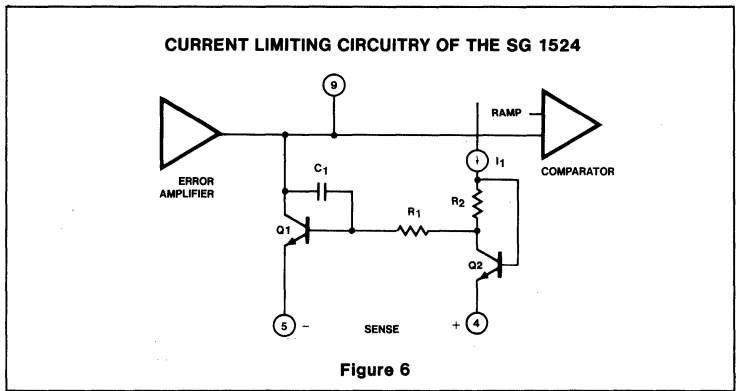 CURRENT LIMITING CIRCUITRY OF THE SG 1524
9
RAMP
I1
COMPARATOR
ERROR
AMPLIFIER
C1
R2
R1
Q1
Q2
5 - SENSE + 4
Figure 6